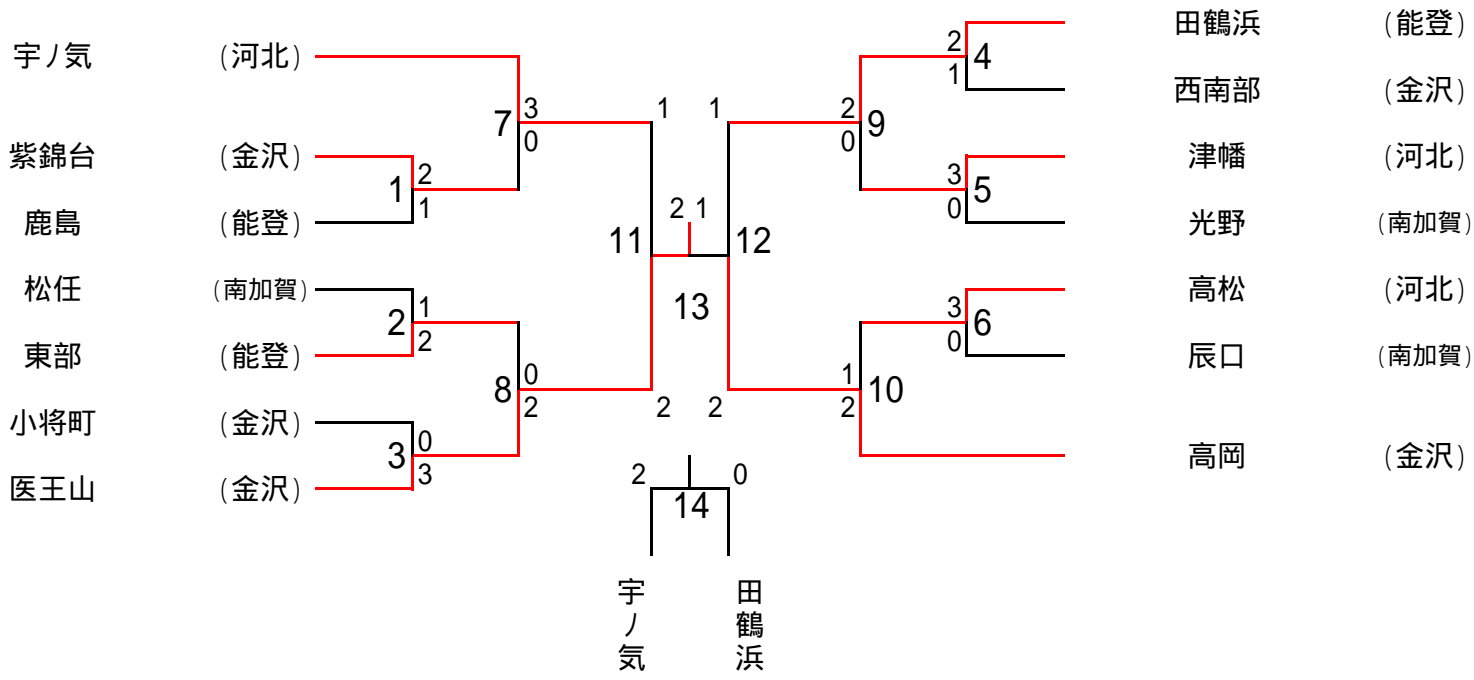 宇ノ気 (河北)
紫錦台 (金沢)
鹿島 (能登)
松任 (南加賀)
東部 (能登)
小将町 (金沢)
医王山 (金沢)
7
3
0
1
2
1
2
1
2
8
0
2
3
0
3
11
1
2
2 1
13
12
1
2
9
2
0
10
1
2
4
2
1
5
3
0
6
3
0
田鶴浜 (能登)
西南部 (金沢)
津幡 (河北)
光野 (南加賀)
高松 (河北)
辰口 (南加賀)
高岡 (金沢)
2 0
14
宇ノ気
田鶴浜